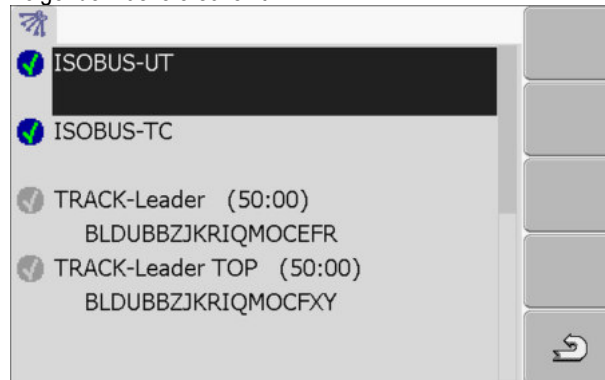 ISOBUS-UT
ISOBUS-TC
TRACK-Leader (50:00)
BLDUBBZJKRIQMOCEFR
TRACK-Leader TOP (50:00)
BLDUBBZJKRIQMOCFXY